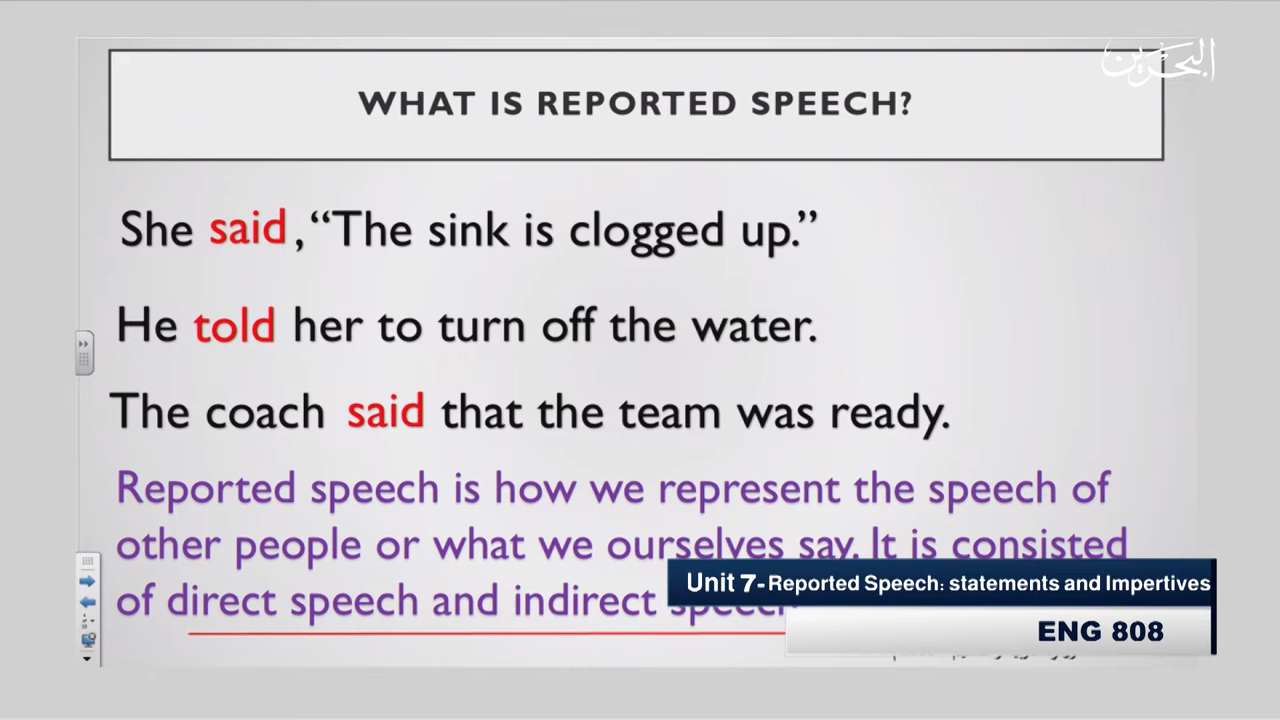 البحرين
WHAT IS REPORTED SPEECH?
She said, “The sink is clogged up.”
He told her to turn off the water.
The coach said that the team was ready.
Reported speech is how we represent the speech of
other people or what we ourselves say. It is consisted
of direct speech and indirect speech
Unit 7-Reported Speech: statements and Impertives
ENG 808